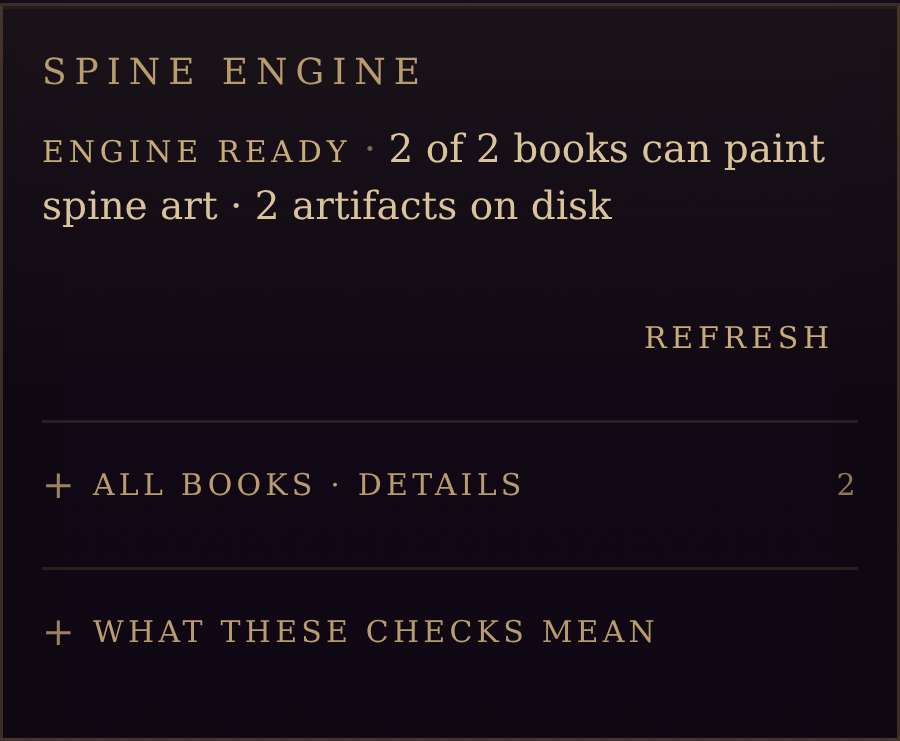 SPINE ENGINE
ENGINE READY · 2 of 2 books can paint
spine art · 2 artifacts on disk
REFRESH
+ ALL BOOKS · DETAILS 2
+ WHAT THESE CHECKS MEAN